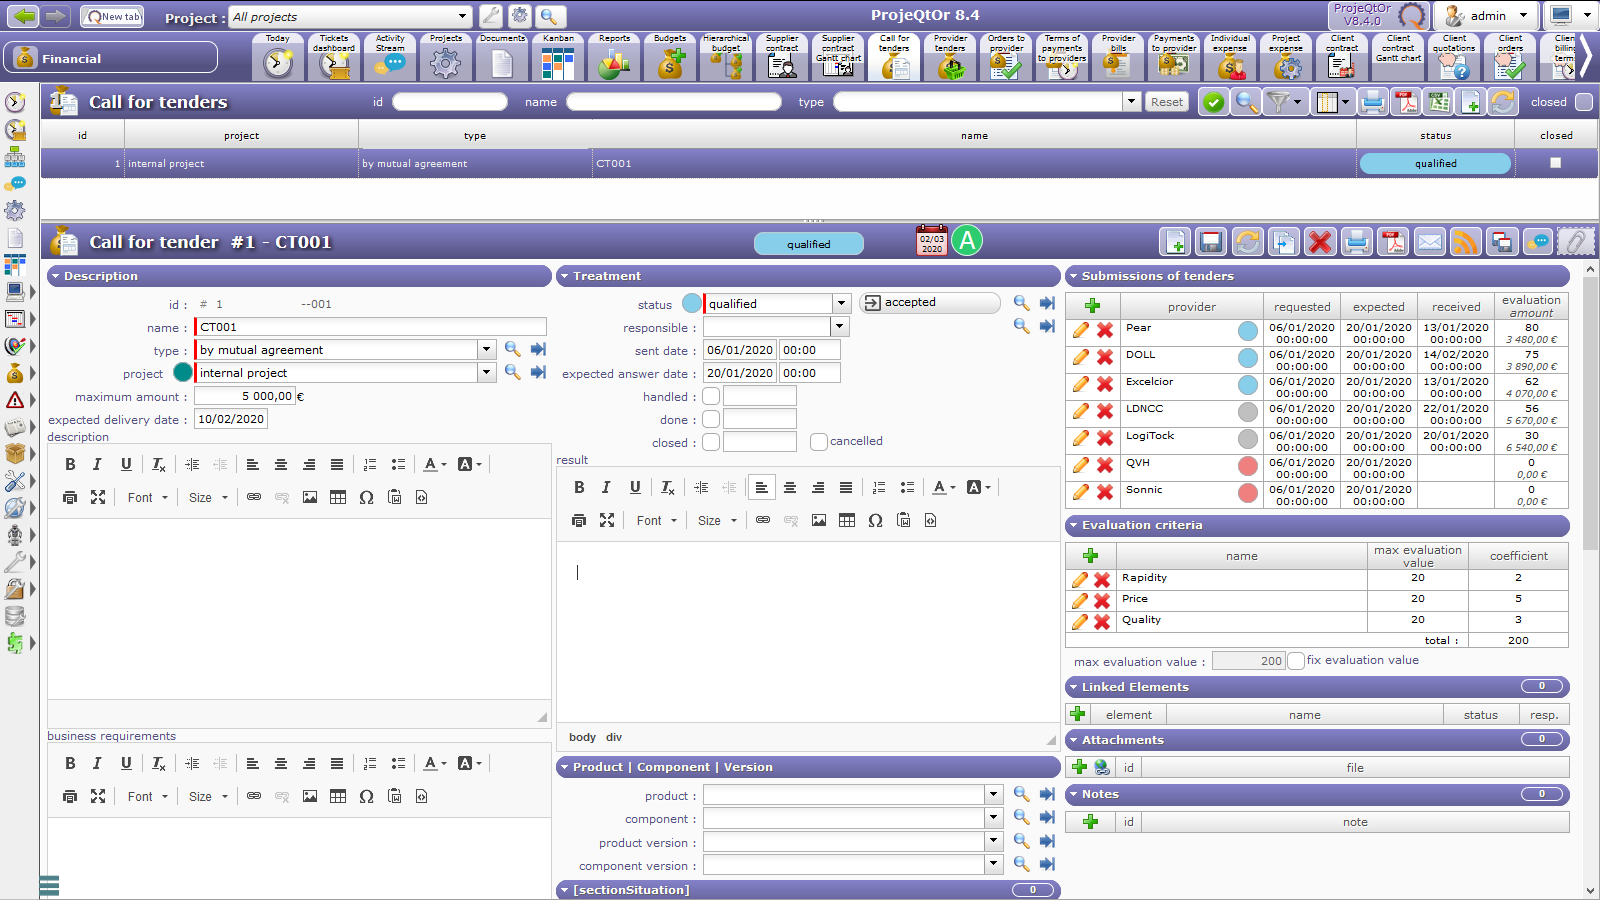 New tab
Project :
All projects
ProjeQtOr 8.4
ProjeQtOr
V8.4.0
admin
Financial
Today
Tickets dashboard
Activity Stream
Projects
Documents
Kanban
Reports
Budgets
Hierarchical budget
Supplier contract
Supplier contract Gantt chart
Call for tenders
Provider tenders
Orders to provider
Terms of payments to providers
Provider bills
Payments to provider
Individual expense
Project expense
Client contract
Client contract Gantt chart
Client quotations
Client orders
Call for tenders
id
name
type
Reset
closed
id project type name status closed
1 internal project by mutual agreement CT001 qualified
Call for tender #1 - CT001
qualified
02/03
2020
A
Description
id : # 1 --001
name : CT001
type : by mutual agreement
project internal project
maximum amount : 5 000,00 €
expected delivery date : 10/02/2020
description
Font Size
business requirements
Font Size
Treatment
status qualified accepted
responsible :
sent date : 06/01/2020 00:00
expected answer date : 20/01/2020 00:00
handled :
done :
closed : cancelled
result
Font Size
body div
Product | Component | Version
product :
component :
product version :
component version :
[sectionSituation] 0
Submissions of tenders
provider requested expected received evaluation amount
Pear 06/01/2020 00:00:00 20/01/2020 00:00:00 13/01/2020 00:00:00 80 3 480,00 €
DOLL 06/01/2020 00:00:00 20/01/2020 00:00:00 14/02/2020 00:00:00 75 3 890,00 €
Excelcior 06/01/2020 00:00:00 20/01/2020 00:00:00 13/01/2020 00:00:00 62 4 070,00 €
LDNCC 06/01/2020 00:00:00 20/01/2020 00:00:00 22/01/2020 00:00:00 56 5 670,00 €
LogiTock 06/01/2020 00:00:00 20/01/2020 00:00:00 20/01/2020 00:00:00 30 6 540,00 €
QVH 06/01/2020 00:00:00 20/01/2020 00:00:00 0 0,00 €
Sonnic 06/01/2020 00:00:00 20/01/2020 00:00:00 0 0,00 €
Evaluation criteria
name max evaluation value coefficient
Rapidity 20 2
Price 20 5
Quality 20 3
total : 200
max evaluation value : 200 fix evaluation value
Linked Elements 0
element name status resp.
Attachments 0
id file
Notes 0
id note